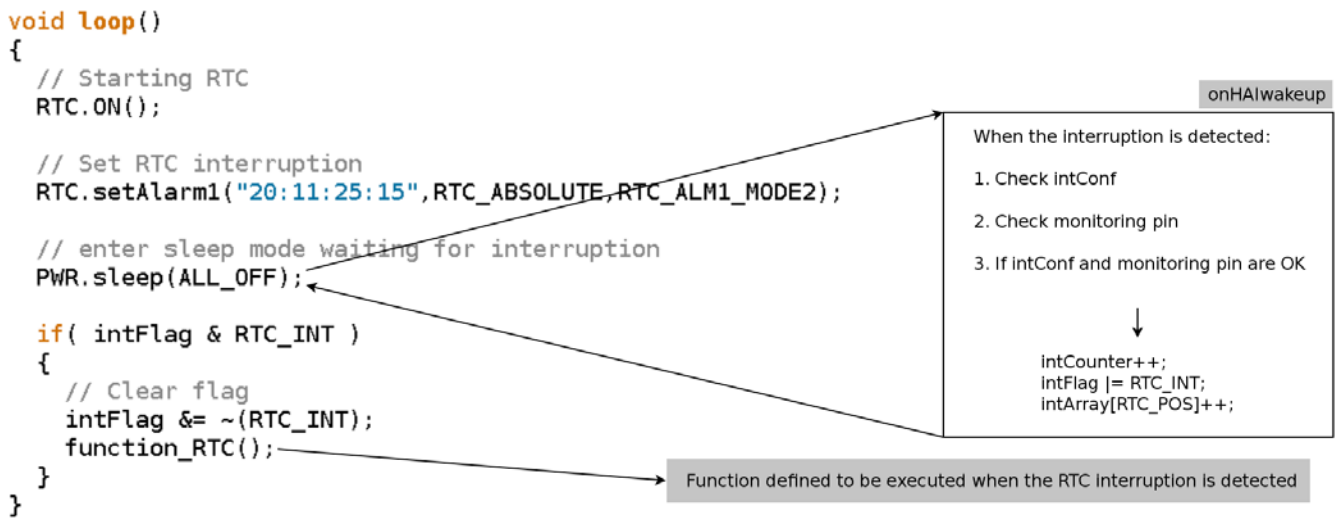 void loop()
{
// Starting RTC
RTC.ON();
// Set RTC interruption
RTC.setAlarm1("20:11:25:15",RTC_ABSOLUTE,RTC_ALM1_MODE2);
// enter sleep mode waiting for interruption
PWR.sleep(ALL_OFF);
if( intFlag & RTC_INT )
{
// Clear flag
intFlag &= ~(RTC_INT);
function_RTC();
}
}
onHAIwakeup
When the interruption is detected:
1. Check intConf
2. Check monitoring pin
3. If intConf and monitoring pin are OK
intCounter++;
intFlag |= RTC_INT;
intArray[RTC_POS]++;
Function defined to be executed when the RTC interruption is detected